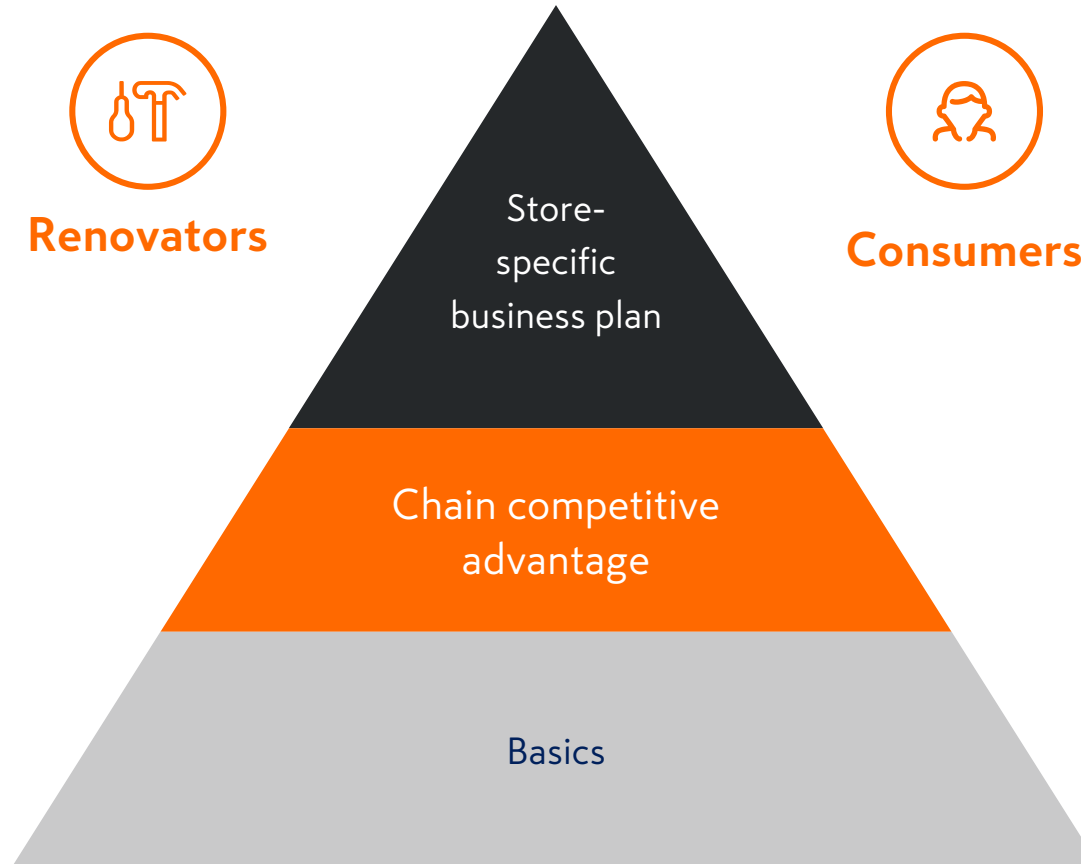 Renovators
Consumers
Store-
specific
business plan
Chain competitive
advantage
Basics